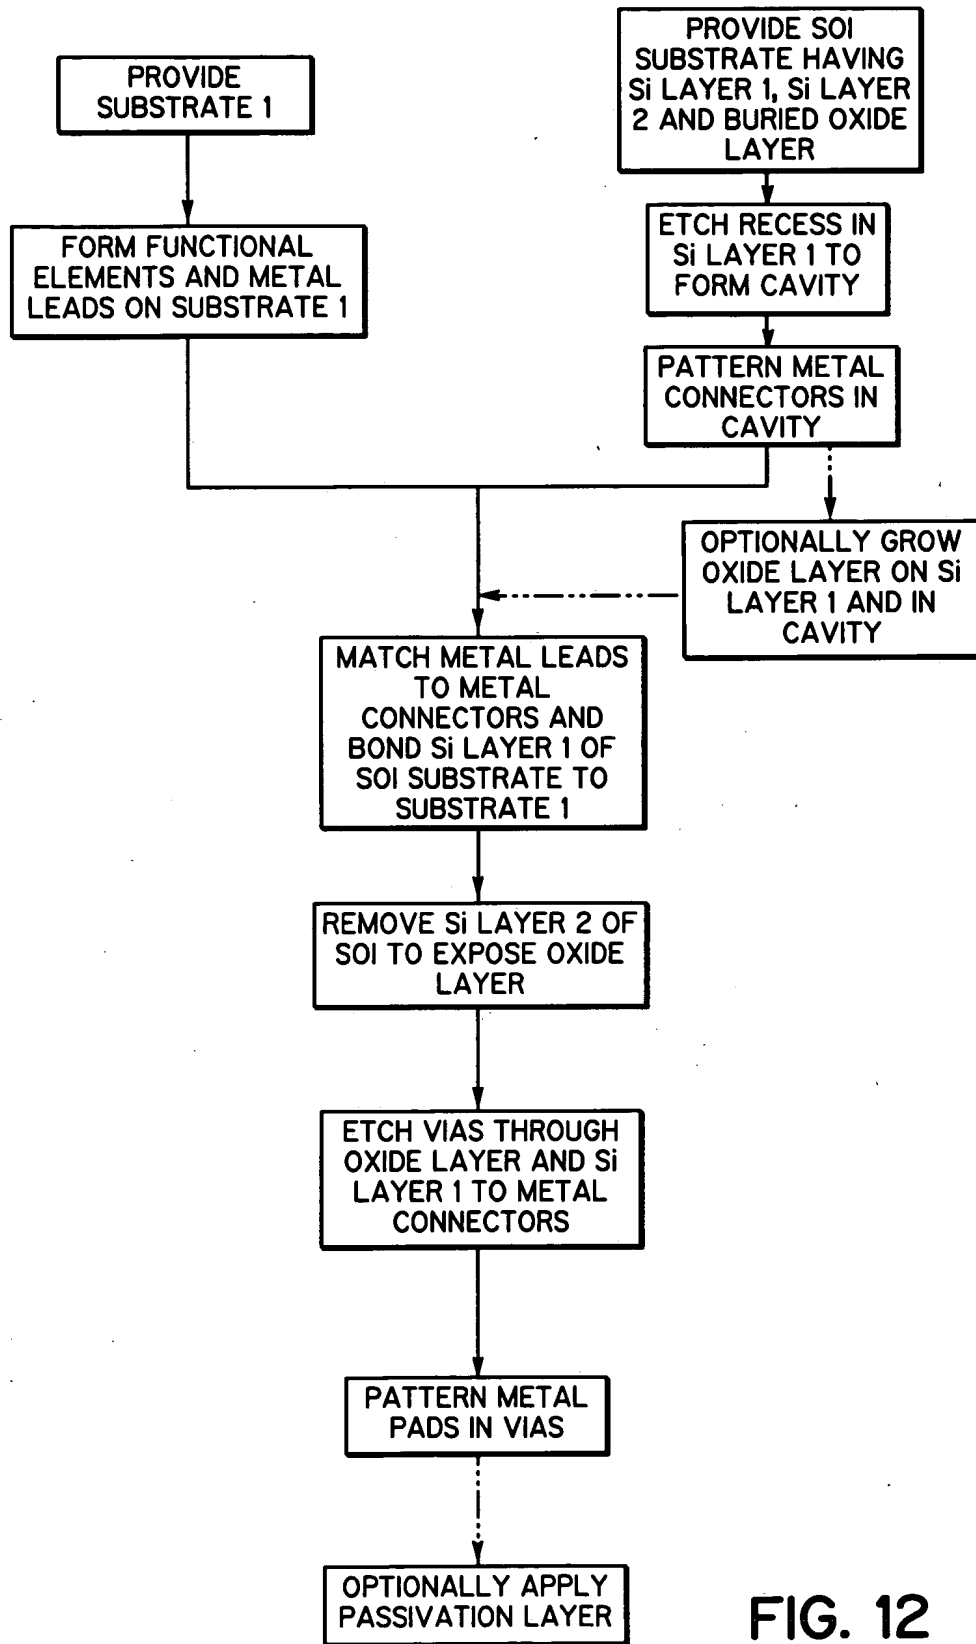 PROVIDE
SUBSTRATE 1
FORM FUNCTIONAL
ELEMENTS AND METAL
LEADS ON SUBSTRATE 1
PROVIDE SOI
SUBSTRATE HAVING
Si LAYER 1, Si LAYER
2 AND BURIED OXIDE
LAYER
ETCH RECESS IN
Si LAYER 1 TO
FORM CAVITY
PATTERN METAL
CONNECTORS IN
CAVITY
OPTIONALLY GROW
OXIDE LAYER ON Si
LAYER 1 AND IN
CAVITY
MATCH METAL LEADS
TO METAL
CONNECTORS AND
BOND Si LAYER 1 OF
SOI SUBSTRATE TO
SUBSTRATE 1
REMOVE Si LAYER 2 OF
SOI TO EXPOSE OXIDE
LAYER
ETCH VIAS THROUGH
OXIDE LAYER AND Si
LAYER 1 TO METAL
CONNECTORS
PATTERN METAL
PADS IN VIAS
OPTIONALLY APPLY
PASSIVATION LAYER
FIG. 12